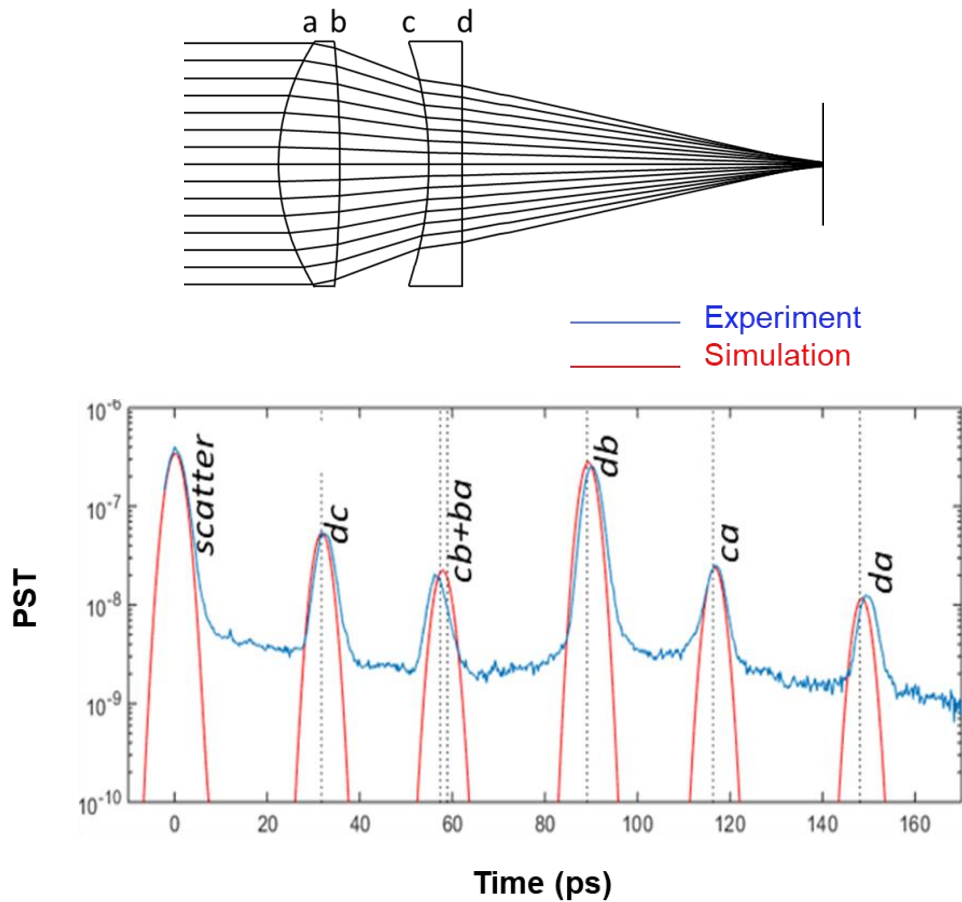 a b c d
Experiment
Simulation
PST
10-6
10-7
10-8
10-9
10-10
scatter
dc
cb+ba
db
ca
da
0 20 40 60 80 100 120 140 160
Time (ps)